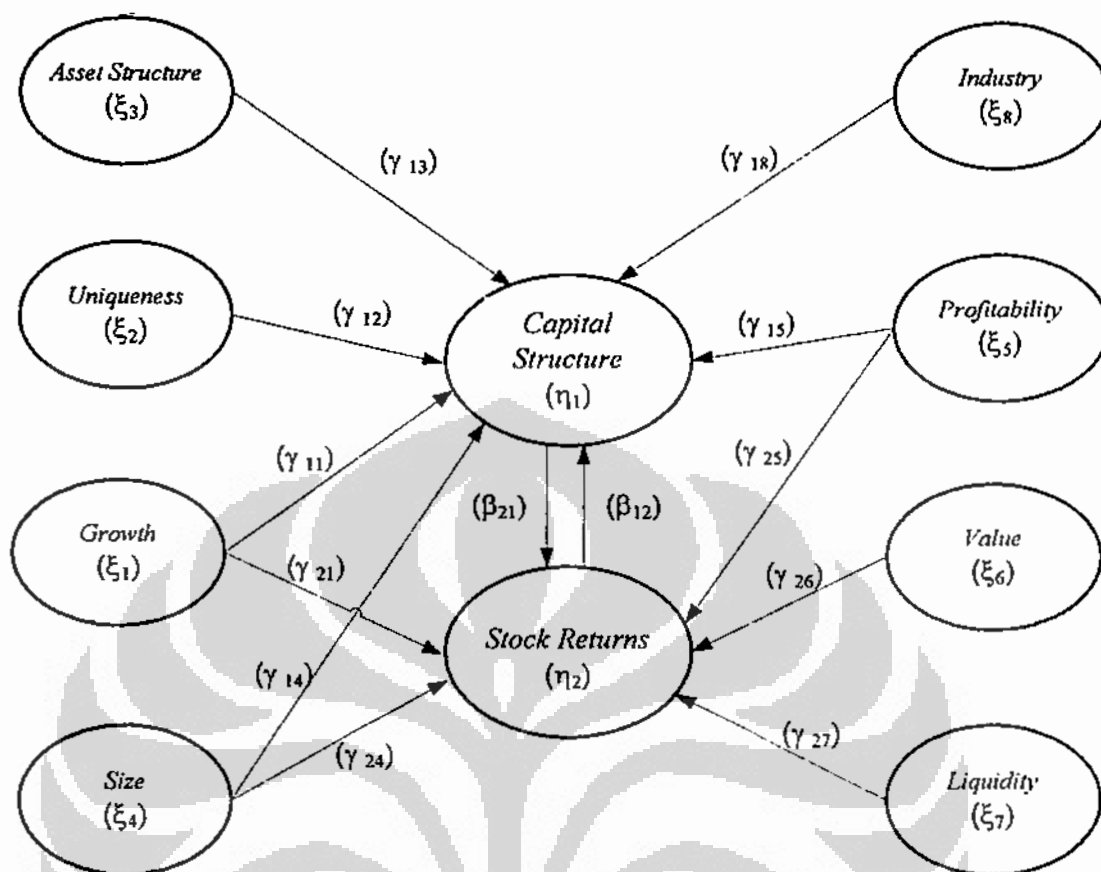 Asset Structure
(ξ3)
Industry
(ξ8)
(γ 13)
(γ 18)
Uniqueness
(ξ2)
(γ 12)
Capital
Structure
(η1)
(γ 15)
Profitability
(ξ5)
(γ 11)
(γ 25)
Growth
(ξ1)
(β21)
(β12)
Value
(ξ6)
(γ 21)
(γ 26)
Stock Returns
(η2)
(γ 14)
(γ 24)
(γ 27)
Size
(ξ4)
Liquidity
(ξ7)